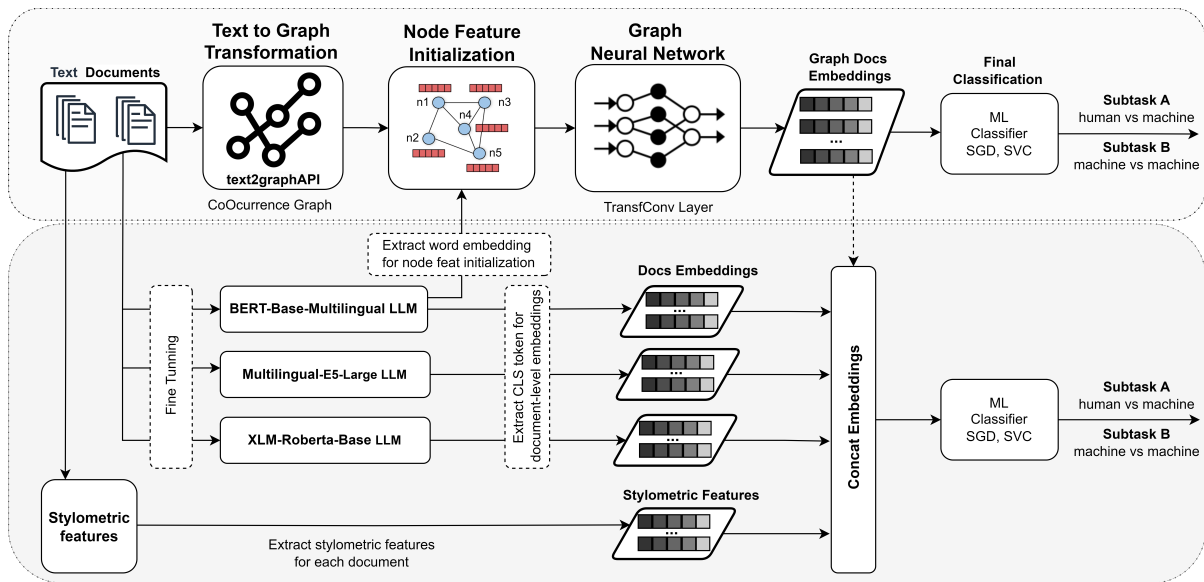 Text to Graph
Transformation
Node Feature
Initialization
Graph
Neural Network
Text Documents
Graph Docs
Embeddings
Final
Classification
n1
n3
n4
n2
n5
...
ML
Classifier
SGD, SVC
Subtask A
human vs machine
Subtask B
machine vs machine
text2graphAPI
CoOcurrence Graph
TransfConv Layer
Extract word embedding
for node feat initialization
Docs Embeddings
Fine Tunning
BERT-Base-Multilingual LLM
Multilingual-E5-Large LLM
XLM-Roberta-Base LLM
Extract CLS token for
document-level embeddings
...
...
...
Concat Embeddings
ML
Classifier
SGD, SVC
Subtask A
human vs machine
Subtask B
machine vs machine
Stylometric
features
Extract stylometric features
for each document
Stylometric Features
...